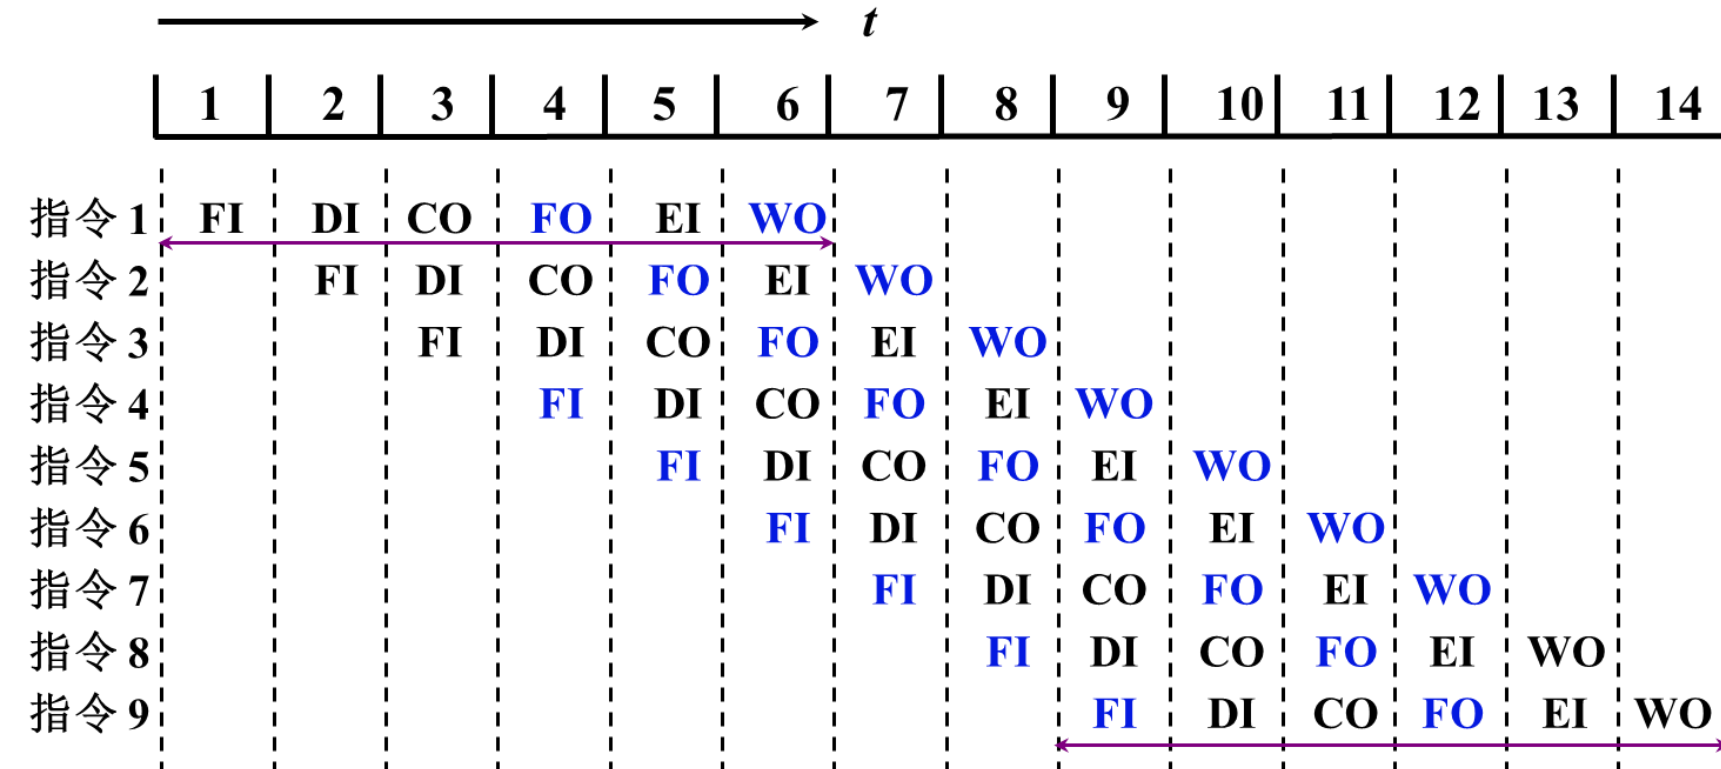 t
1 2 3 4 5 6 7 8 9 10 11 12 13 14
指令 1 FI DI CO FO EI WO
指令 2 FI DI CO FO EI WO
指令 3 FI DI CO FO EI WO
指令 4 FI DI CO FO EI WO
指令 5 FI DI CO FO EI WO
指令 6 FI DI CO FO EI WO
指令 7 FI DI CO FO EI WO
指令 8 FI DI CO FO EI WO
指令 9 FI DI CO FO EI WO